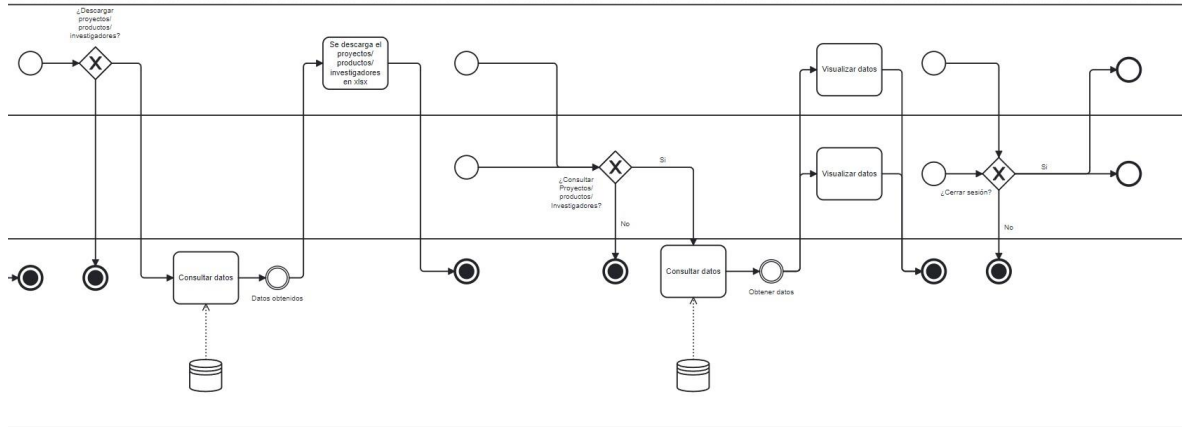 ¿Descargar
proyectos/
productos/
investigadores?
Se descarga el
proyectos/
productos/
investigadores
en xlsx
Consultar datos
Datos obtenidos
¿Consultar
Proyectos/
productos/
Investigadores?
Si
No
Consultar datos
Obtener datos
Visualizar datos
Visualizar datos
¿Cerrar sesión?
Si
No